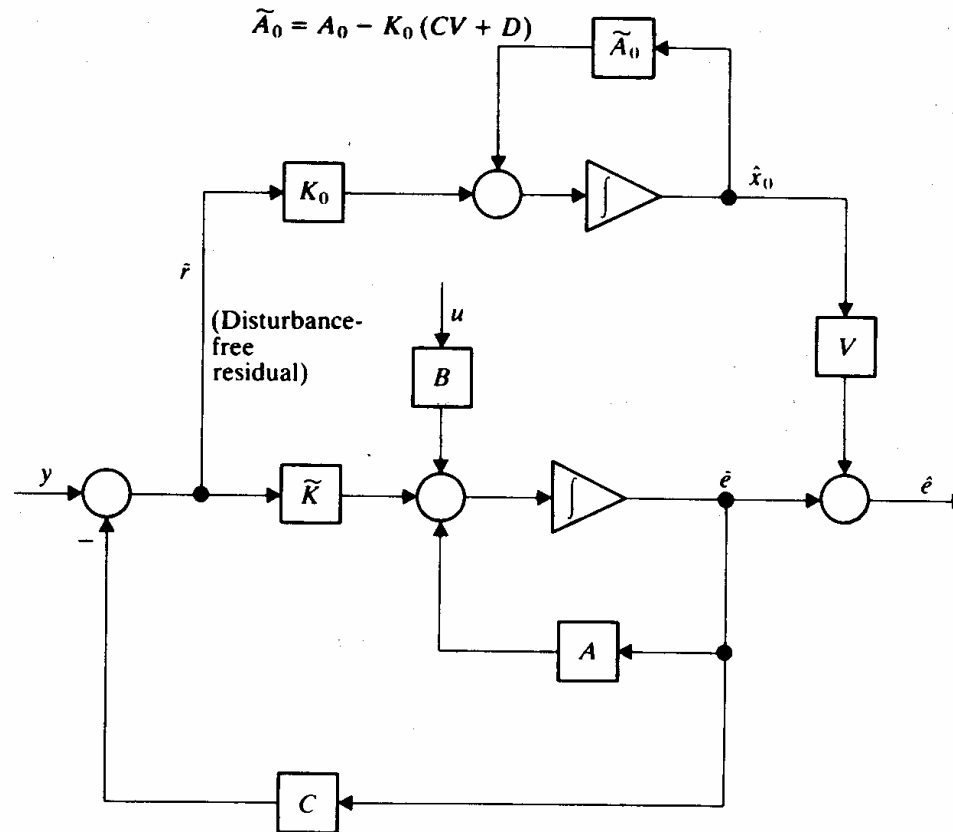 Ã₀ = A₀ − K₀ (CV + D)
Ã₀
x̂₀
K₀
∫
r̃
(Disturbance-
free
residual)
u
B
V
y
K̃
∫
ẽ
ê
−
A
C